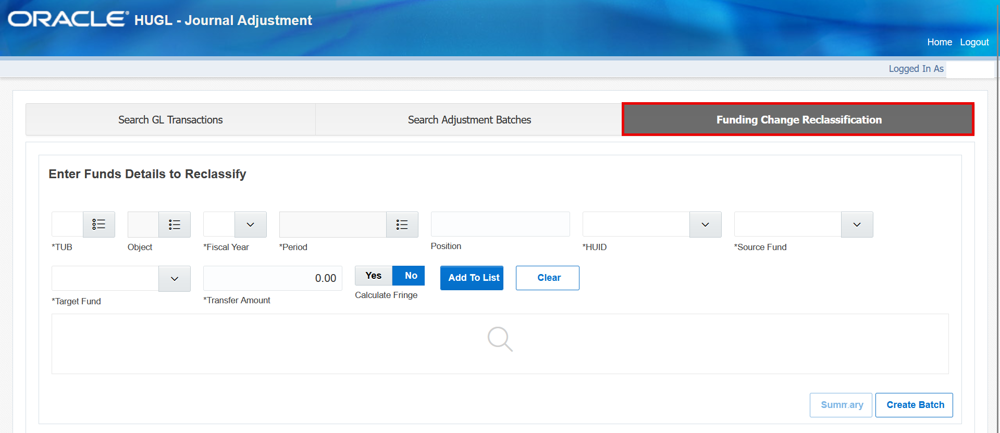 ORACLE® HUGL - Journal Adjustment
Home Logout
Logged In As
Search GL Transactions Search Adjustment Batches Funding Change Reclassification
Enter Funds Details to Reclassify
*TUB Object *Fiscal Year *Period Position *HUID *Source Fund
0.00 Yes No Add To List Clear
*Target Fund *Transfer Amount Calculate Fringe
Summary Create Batch